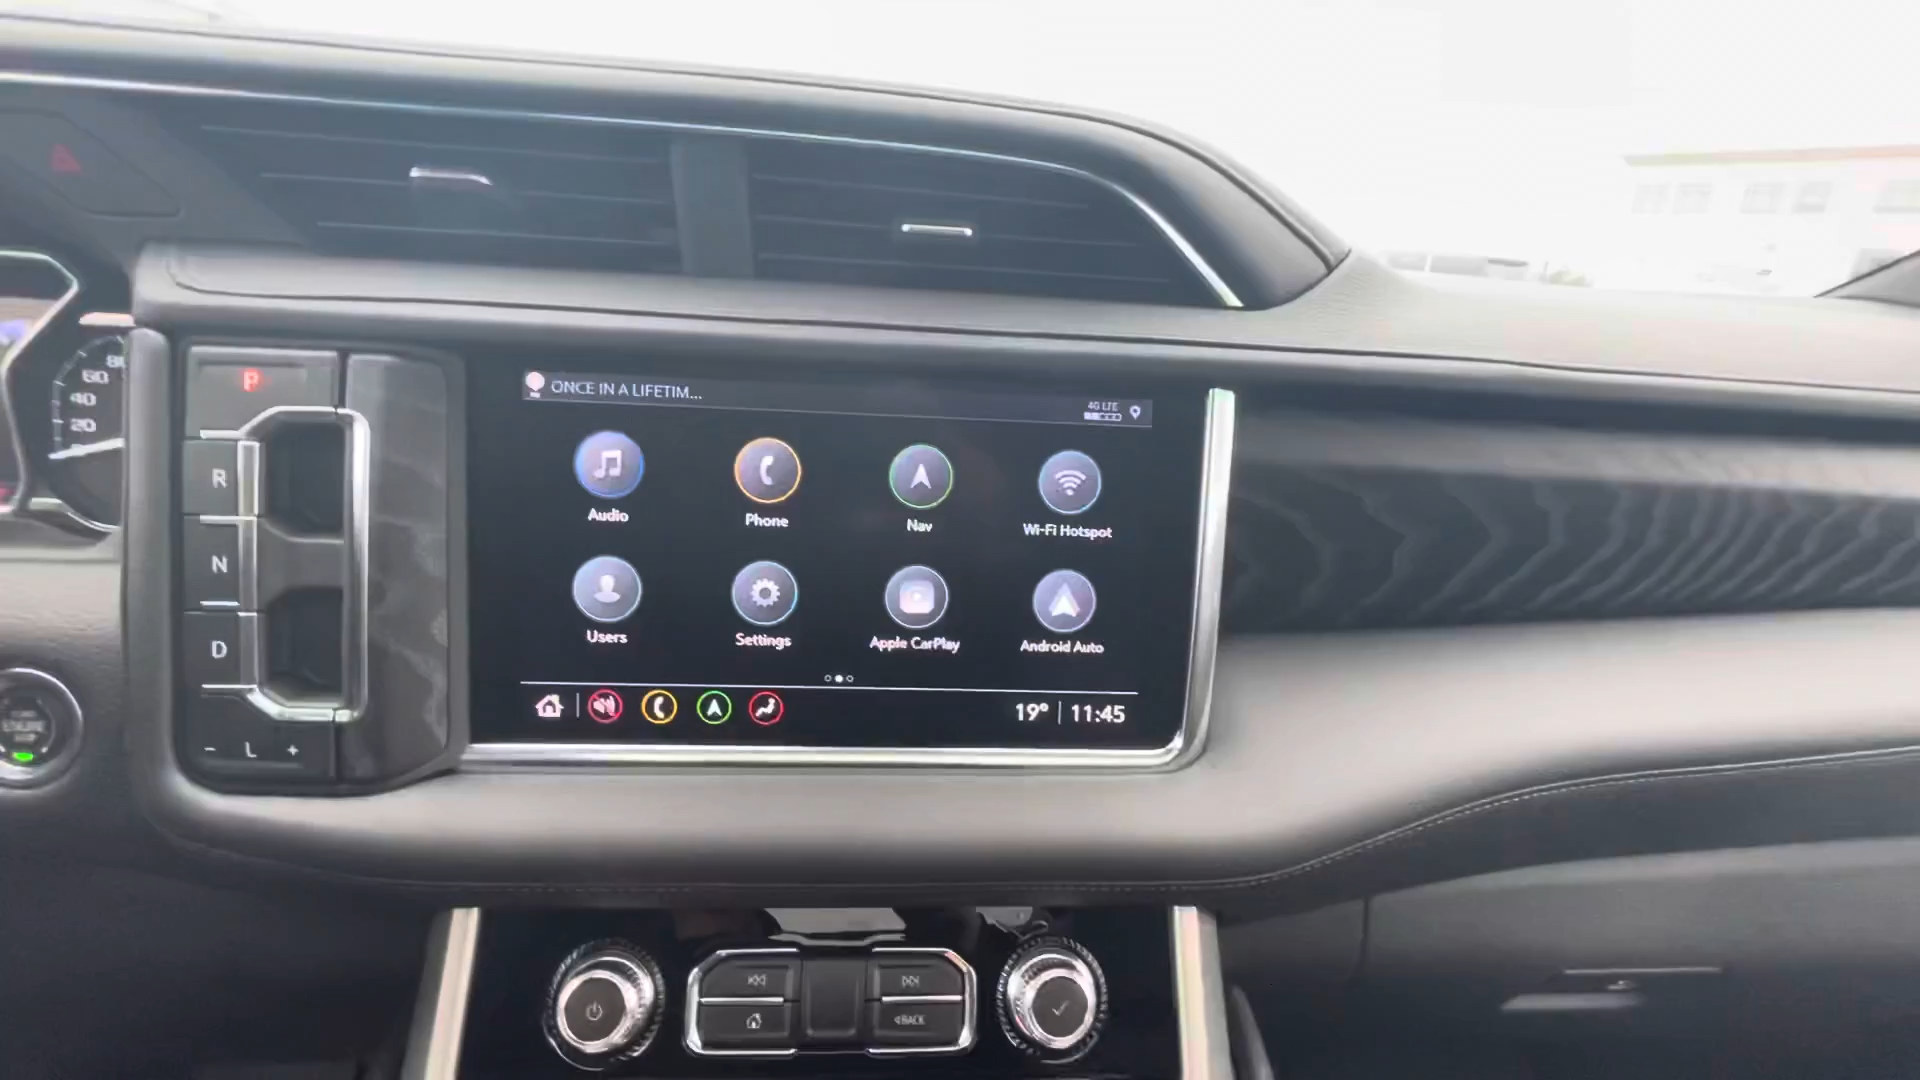 80
60
40
20
P
R
N
D
- L +
ONCE IN A LIFETIM...
4G LTE
Audio
Phone
Nav
Wi-Fi Hotspot
Users
Settings
Apple CarPlay
Android Auto
19° | 11:45
ENGINE
BACK